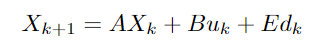 X_{k+1} = AX_k + Bu_k + Ed_k